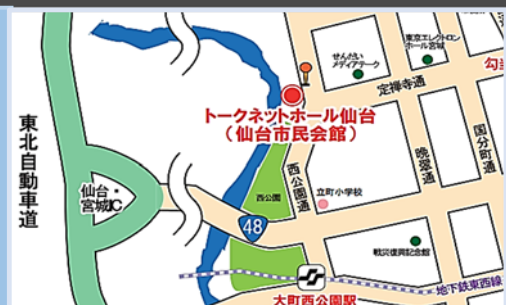 せんだい
メディアテーク
東京エレクトロン
ホール宮城
定禅寺通
トークネットホール仙台
(仙台市民会館)
東北自動車道
仙台・
宮城IC
西公園
西公園通
立町小学校
晩翠通
国分町通
48
戦災復興記念館
地下鉄東西線
大町西公園駅